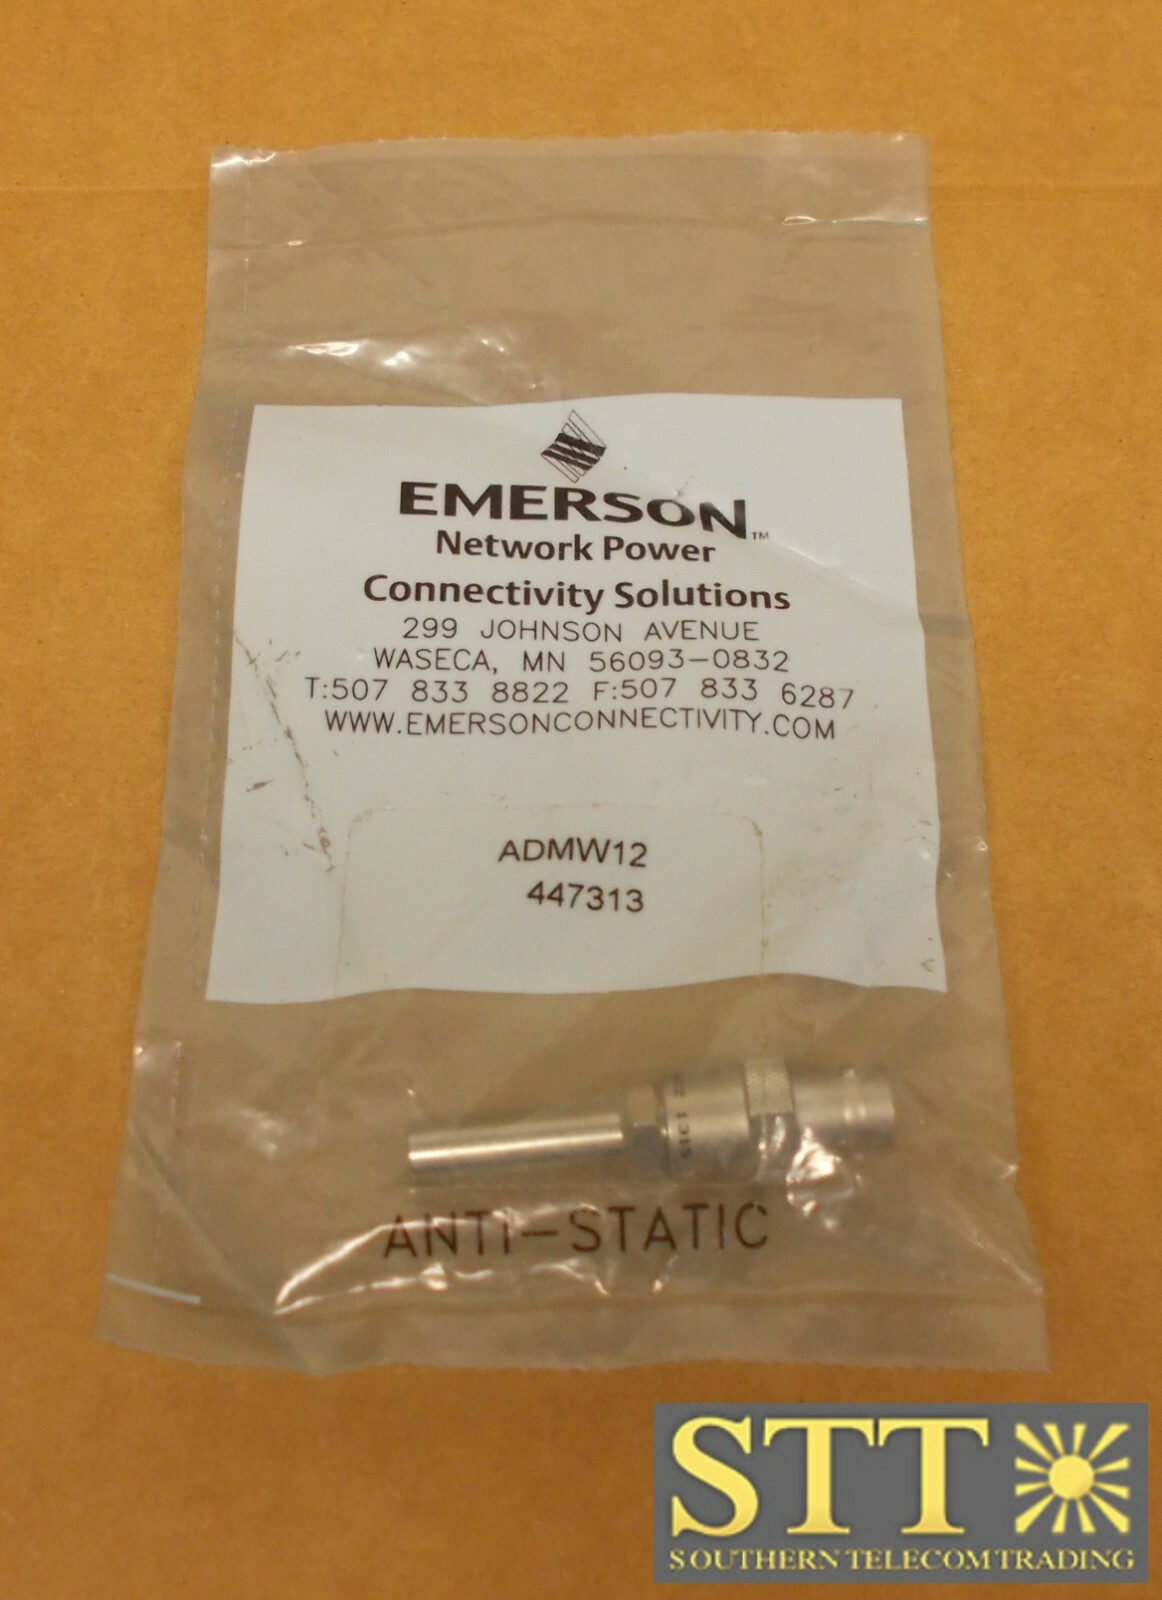 EMERSON™
Network Power
Connectivity Solutions
299 JOHNSON AVENUE
WASECA, MN 56093-0832
T:507 833 8822 F:507 833 6287
WWW.EMERSONCONNECTIVITY.COM
ADMW12
447313
ANTI-STATIC
STT
SOUTHERN TELECOM TRADING